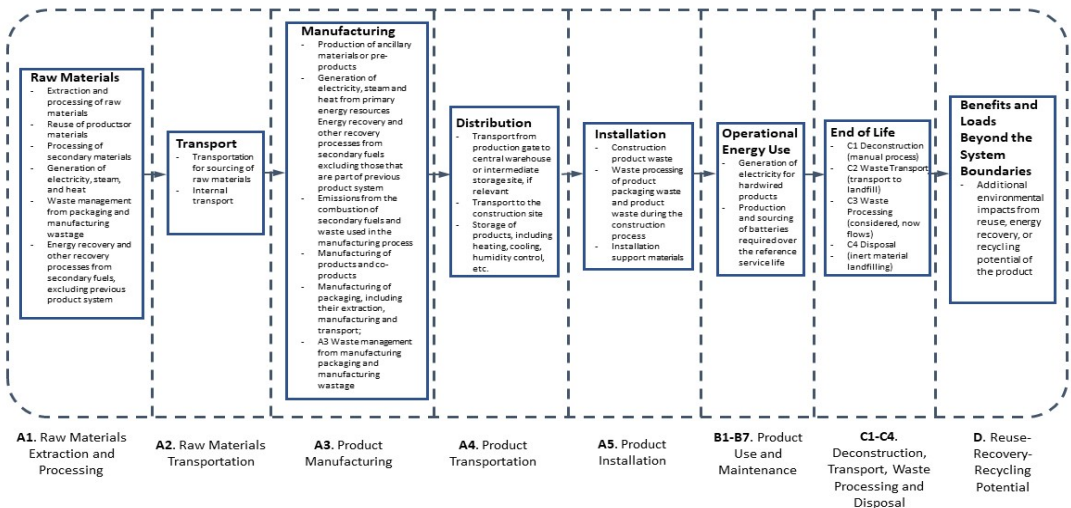 Raw Materials
- Extraction and
processing of raw
materials
- Reuse of productsor
materials
- Processing of
secondary materials
- Generation of
electricity, steam,
and heat
- Waste management
from packaging and
manufacturing
wastage
- Energy recovery and
other recovery
processes from
secondary fuels,
excluding previous
product system
Transport
- Transportation
for sourcing of
raw materials
- Internal
transport
Manufacturing
- Production of ancillary
materials or pre-
products
- Generation of
electricity, steam and
heat from primary
energy resources
Energy recovery and
other recovery
processes from
secondary fuels
excluding those that
are part of previous
product system
- Emissions from the
combustion of
secondary fuels and
waste used in the
manufacturing process
- Manufacturing of
products and co-
products
- Manufacturing of
packaging, including
their extraction,
manufacturing and
transport;
- A3 Waste management
from manufacturing
packaging and
manufacturing
wastage
Distribution
- Transport from
production gate to
central warehouse
or intermediate
storage site, if
relevant
- Transport to the
construction site
- Storage of
products, including
heating, cooling,
humidity control,
etc.
Installation
- Construction
product waste
- Waste processing
of product
packaging waste
and product
waste during the
construction
process
- Installation
support materials
Operational
Energy Use
- Generation of
electricity for
hardwired
products
- Production
and sourcing
of batteries
required over
the reference
service life
End of Life
- C1 Deconstruction
(manual process)
- C2 Waste Transport
(transport to
landfill)
- C3 Waste
Processing
(considered, now
flows)
- C4 Disposal
- (inert material
landfilling)
Benefits and
Loads
Beyond the
System
Boundaries
- Additional
environmental
impacts from
reuse, energy
recovery, or
recycling
potential of
the product
A1. Raw Materials
Extraction and
Processing
A2. Raw Materials
Transportation
A3. Product
Manufacturing
A4. Product
Transportation
A5. Product
Installation
B1-B7. Product
Use and
Maintenance
C1-C4.
Deconstruction,
Transport, Waste
Processing and
Disposal
D. Reuse-
Recovery-
Recycling
Potential